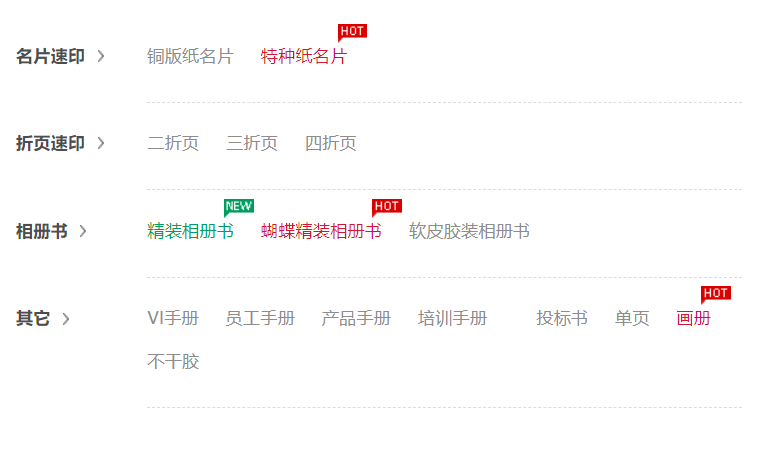 HOT
名片速印 > 铜版纸名片 特种纸名片
折页速印 > 二折页 三折页 四折页
NEW HOT
相册书 > 精装相册书 蝴蝶精装相册书 软皮胶装相册书
HOT
其它 > VI手册 员工手册 产品手册 培训手册 投标书 单页 画册
不干胶